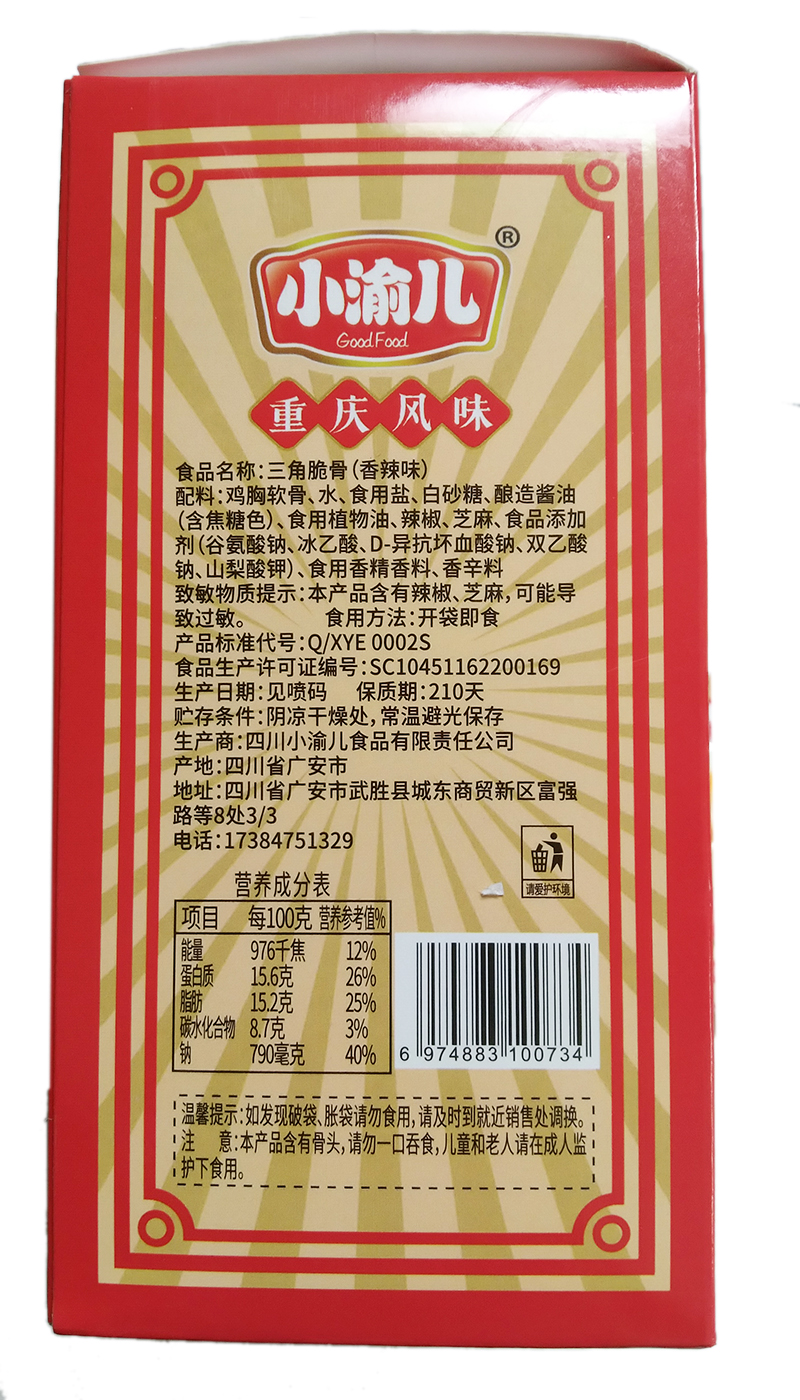 ®
小渝儿
GoodFood
重庆风味
食品名称:三角脆骨(香辣味)
配料:鸡胸软骨、水、食用盐、白砂糖、酿造酱油
(含焦糖色)、食用植物油、辣椒、芝麻、食品添加
剂(谷氨酸钠、冰乙酸、D-异抗坏血酸钠、双乙酸
钠、山梨酸钾)、食用香精香料、香辛料
致敏物质提示:本产品含有辣椒、芝麻,可能导
致过敏。 食用方法:开袋即食
产品标准代号:Q/XYE 0002S
食品生产许可证编号:SC10451162200169
生产日期:见喷码 保质期:210天
贮存条件:阴凉干燥处,常温避光保存
生产商:四川小渝儿食品有限责任公司
产地:四川省广安市
地址:四川省广安市武胜县城东商贸新区富强
路等8处3/3
电话:17384751329
请爱护环境
营养成分表
项目 每100克 营养参考值%
能量 976千焦 12%
蛋白质 15.6克 26%
脂肪 15.2克 25%
碳水化合物 8.7克 3%
钠 790毫克 40%
6 974883 100734
温馨提示:如发现破袋、胀袋请勿食用,请及时到就近销售处调换。
注 意:本产品含有骨头,请勿一口吞食,儿童和老人请在成人监
护下食用。